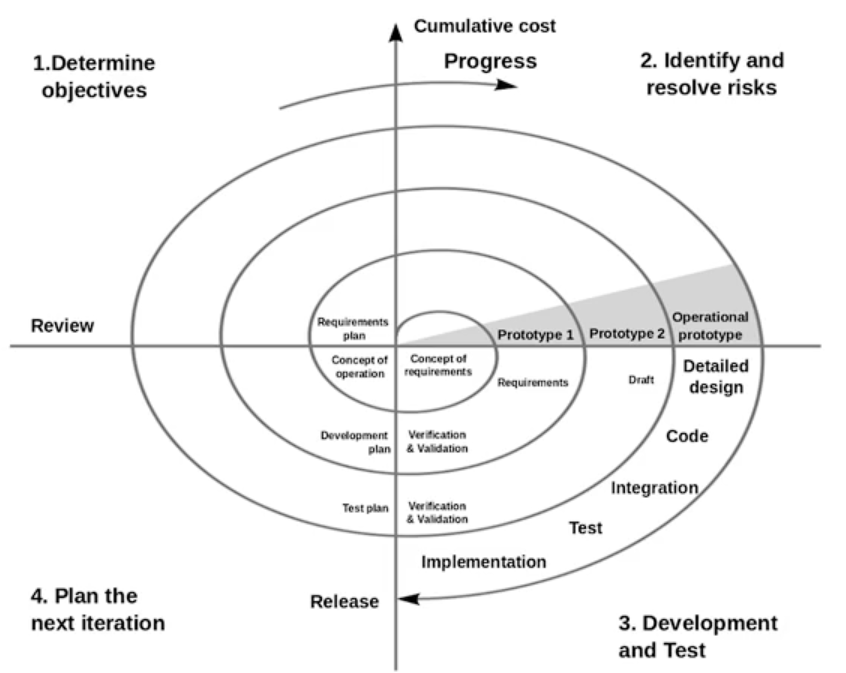 Cumulative cost
Progress
1.Determine
objectives
2. Identify and
resolve risks
Review
Requirements
plan
Prototype 1
Prototype 2
Operational
prototype
Concept of
operation
Concept of
requirements
Requirements
Draft
Detailed
design
Development
plan
Verification
& Validation
Code
Integration
Test plan
Verification
& Validation
Test
Implementation
Release
4. Plan the
next iteration
3. Development
and Test